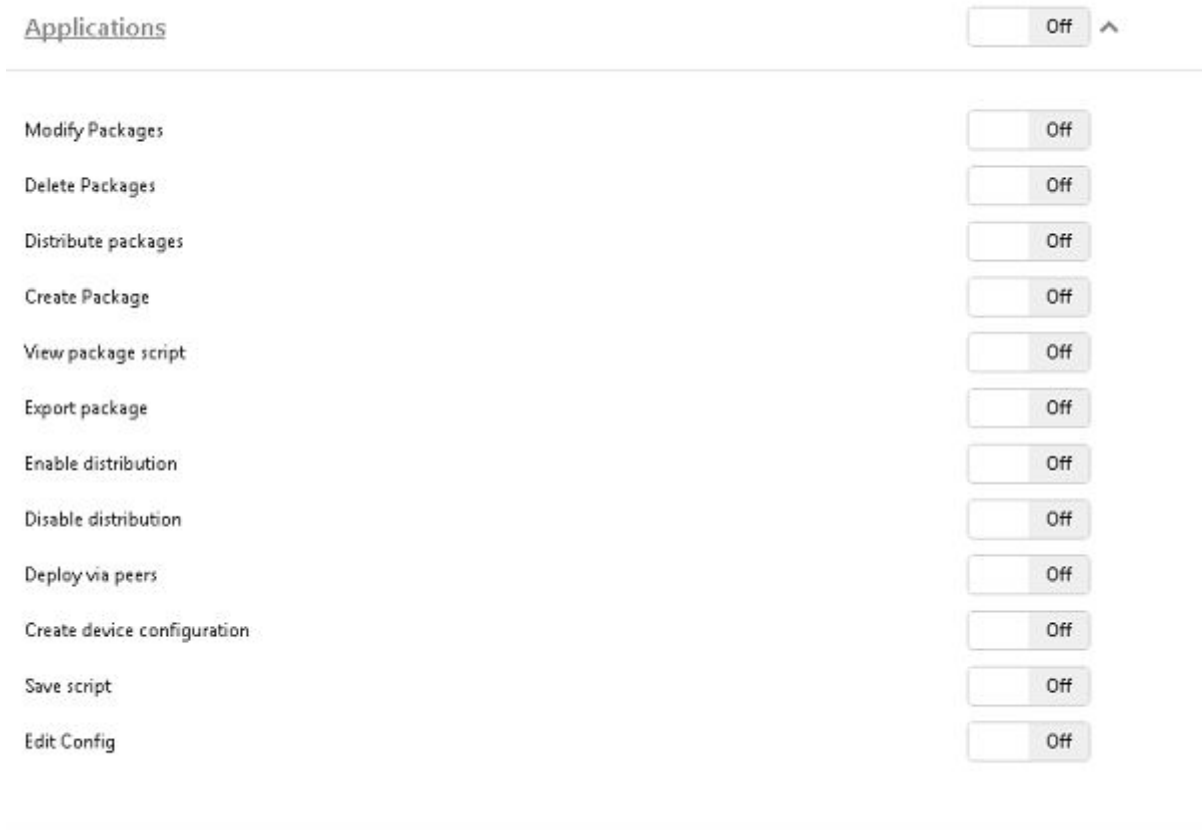 Applications Off
Modify Packages Off
Delete Packages Off
Distribute packages Off
Create Package Off
View package script Off
Export package Off
Enable distribution Off
Disable distribution Off
Deploy via peers Off
Create device configuration Off
Save script Off
Edit Config Off